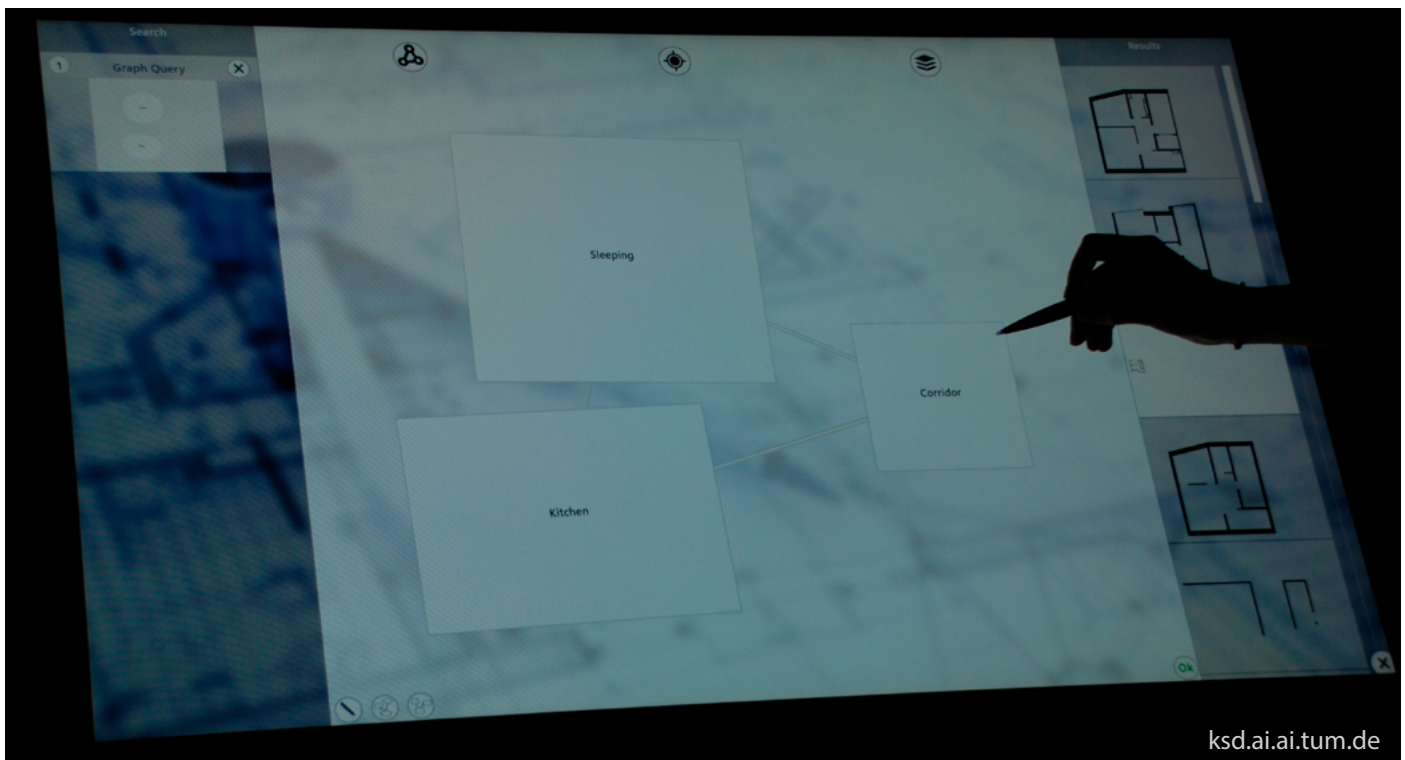 Search
1
Graph Query
Results
Sleeping
Corridor
Kitchen
Ok
ksd.ai.ai.tum.de